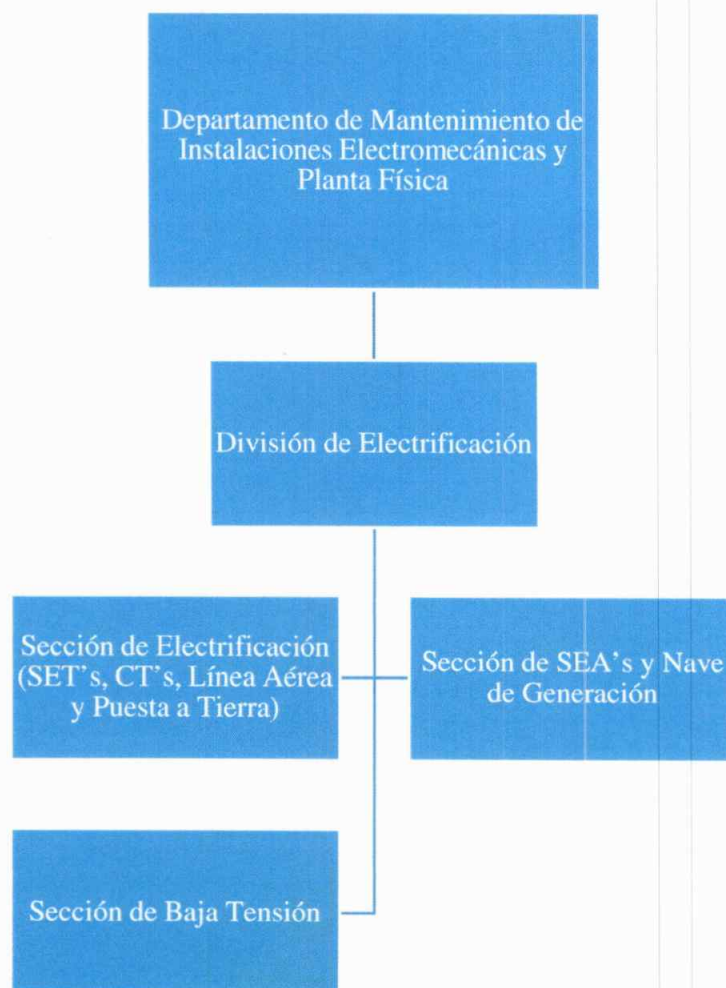 Departamento de Mantenimiento de
Instalaciones Electromecánicas y
Planta Física
División de Electrificación
Sección de Electrificación
(SET's, CT's, Línea Aérea
y Puesta a Tierra)
Sección de SEA's y Nave
de Generación
Sección de Baja Tensión